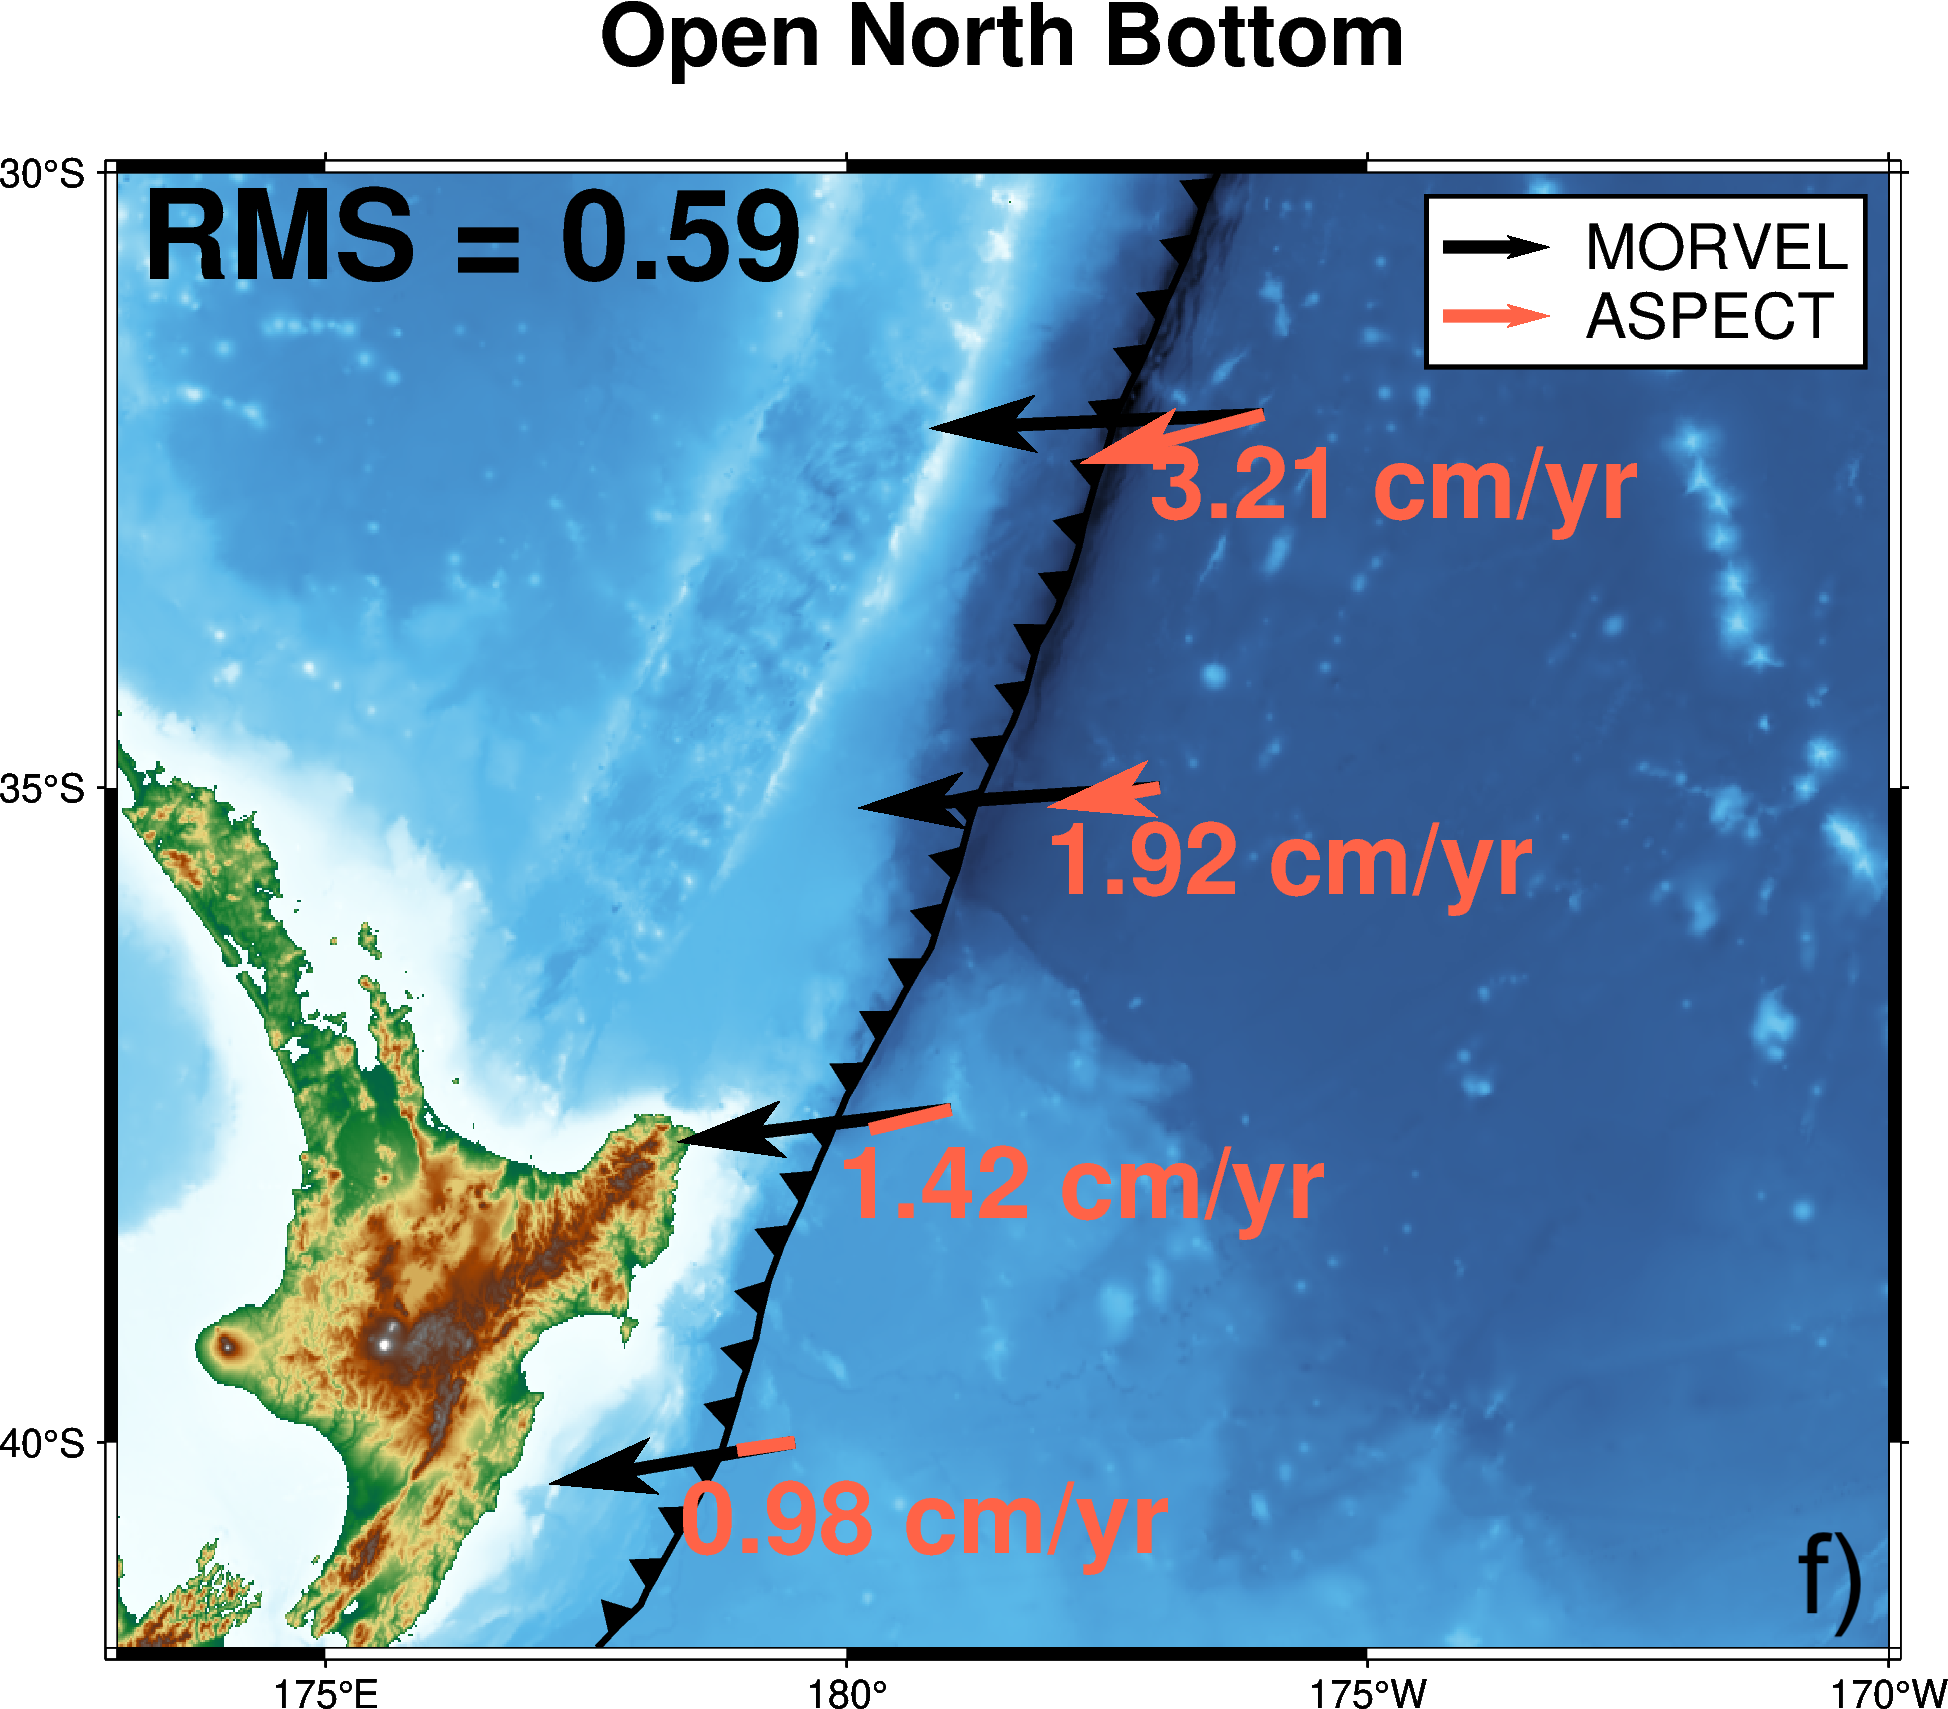 Open North Bottom
30°S
RMS = 0.59
MORVEL
ASPECT
3.21 cm/yr
35°S
1.92 cm/yr
1.42 cm/yr
40°S
0.98 cm/yr
f)
175°E 180° 175°W 170°W